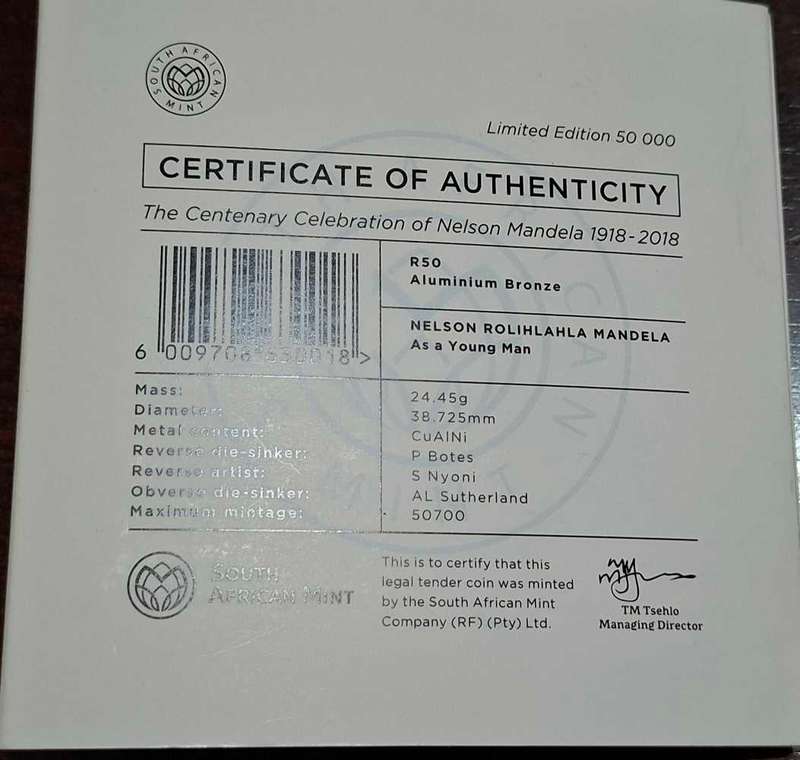 SOUTH AFRICAN MINT
Limited Edition 50 000
CERTIFICATE OF AUTHENTICITY
The Centenary Celebration of Nelson Mandela 1918-2018
R50
Aluminium Bronze
NELSON ROLIHLAHLA MANDELA
As a Young Man
Mass: 24.45g
Diameter: 38.725mm
Metal content: CuAlNi
Reverse die-sinker: P Botes
Reverse artist: S Nyoni
Obverse die-sinker: AL Sutherland
Maximum mintage: 50700
SOUTH
AFRICAN MINT
This is to certify that this
legal tender coin was minted
by the South African Mint
Company (RF) (Pty) Ltd.
TM Tsehlo
Managing Director